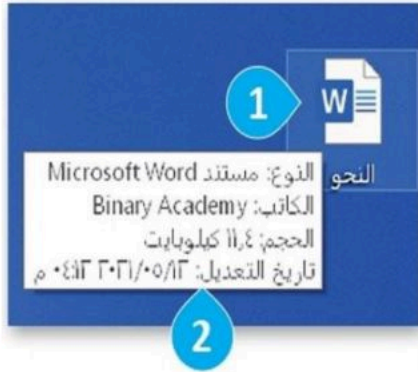 1
W
النحو
النوع: مستند Microsoft Word
الكاتب: Binary Academy
الحجم: ١١,٤ كيلوبايت
تاريخ التعديل: ٢٠٢١/٠٥/١٣ ٠٤:١٣ م
2